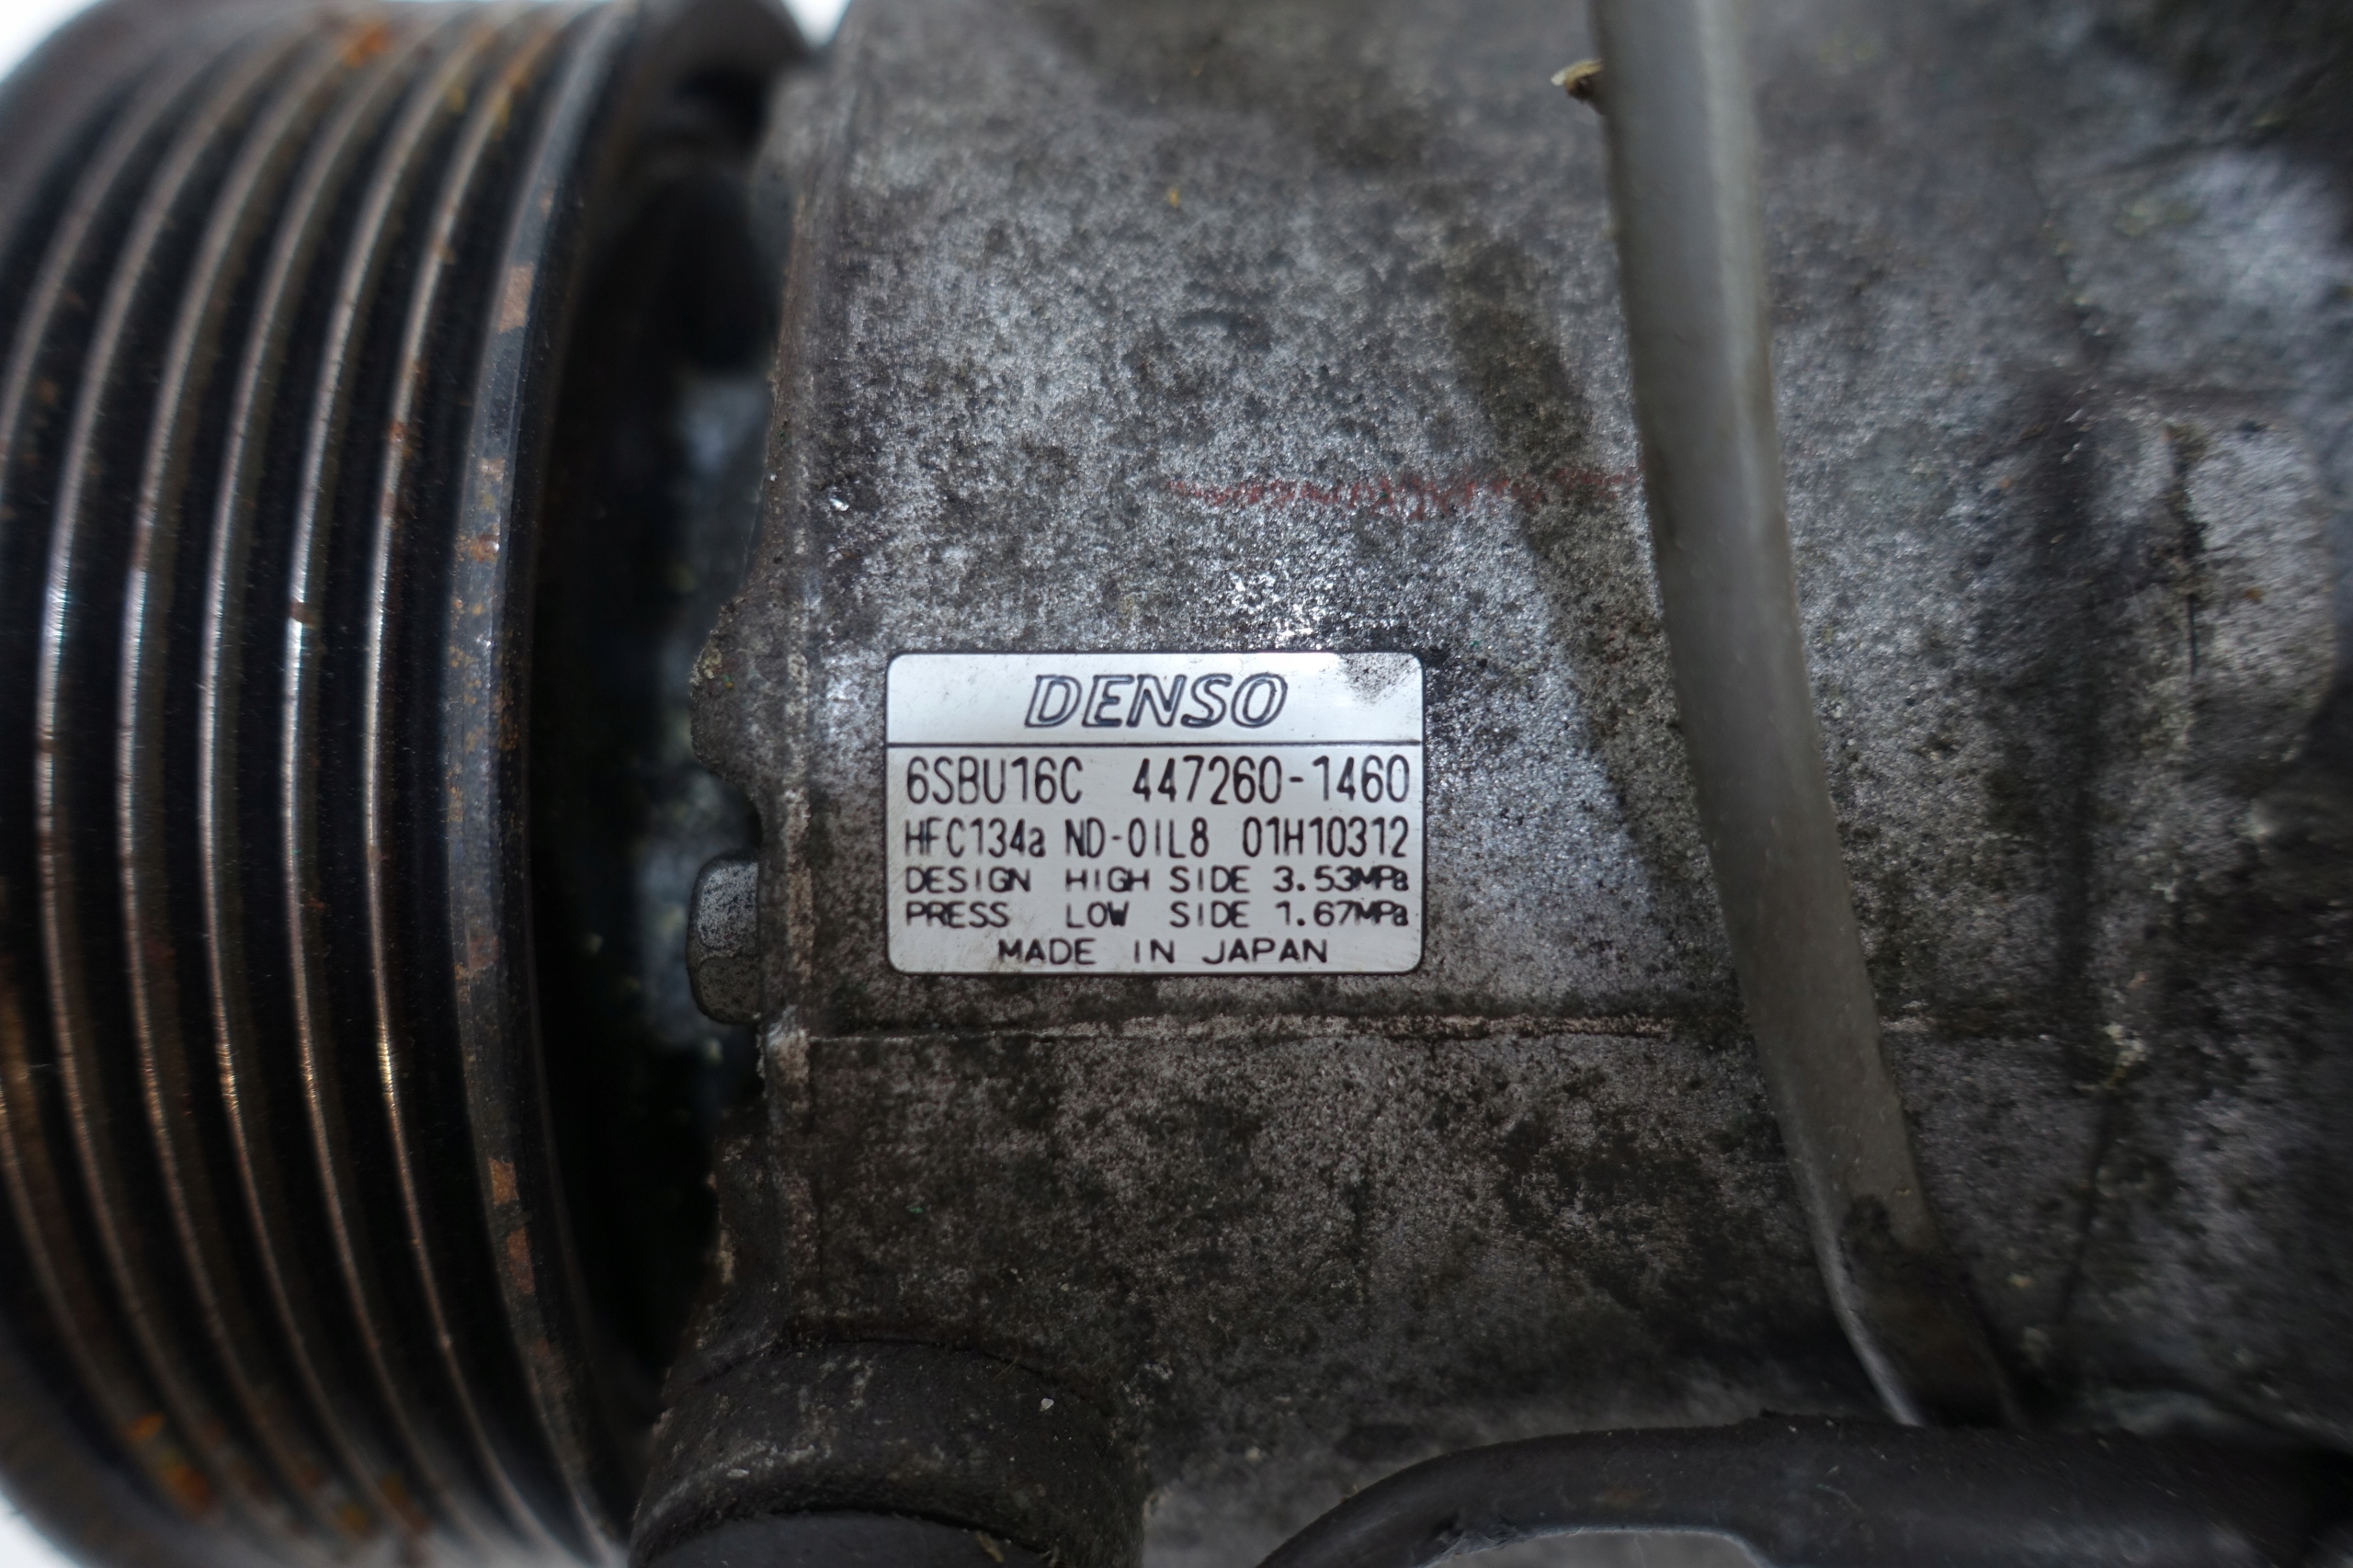 DENSO
6SBU16C 447260-1460
HFC134a ND-OIL8 01H10312
DESIGN HIGH SIDE 3.53MPa
PRESS LOW SIDE 1.67MPa
MADE IN JAPAN